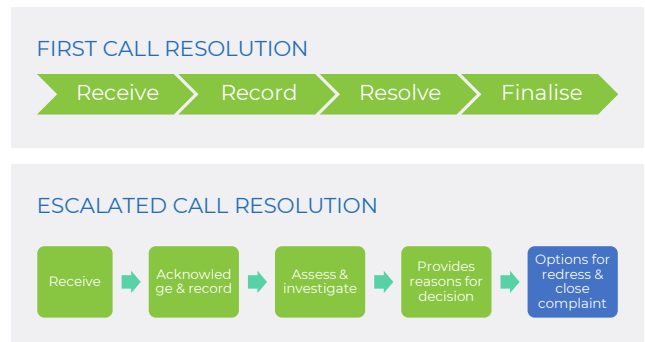 FIRST CALL RESOLUTION
Receive
Record
Resolve
Finalise
ESCALATED CALL RESOLUTION
Receive
Acknowled
ge & record
Assess &
investigate
Provides
reasons for
decision
Options for
redress &
close
complaint